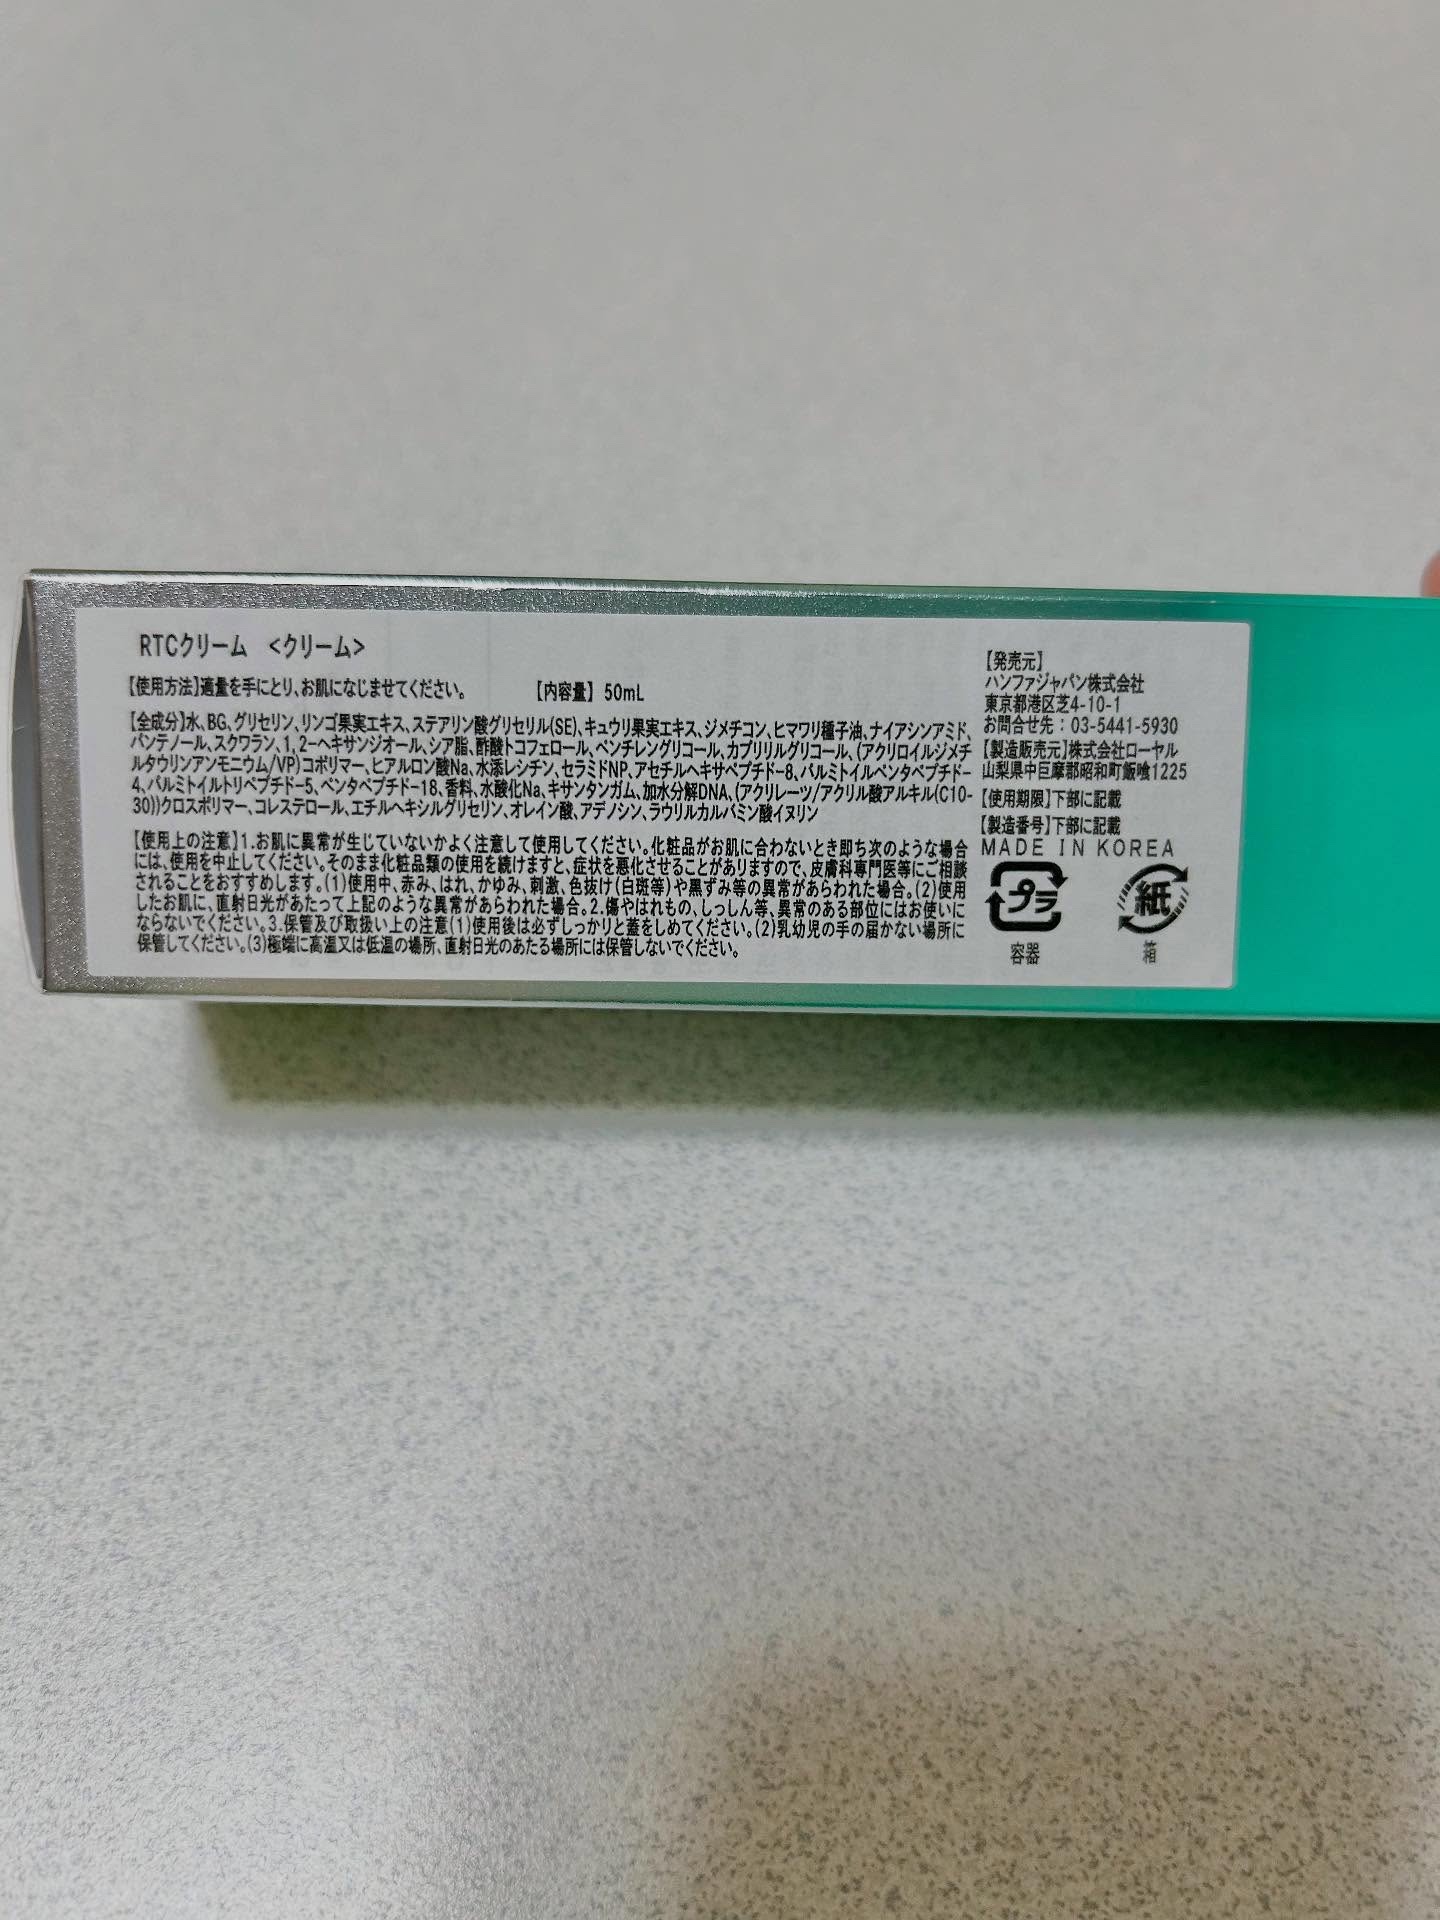 RTCクリーム <クリーム>
【使用方法】適量を手にとり、お肌になじませてください。 【内容量】 50mL
【全成分】水、BG、グリセリン、リンゴ果実エキス、ステアリン酸グリセリル(SE)、キュウリ果実エキス、ジメチコン、ヒマワリ種子油、ナイアシンアミド、
パンテノール、スクワラン、1,2-ヘキサンジオール、シア脂、酢酸トコフェロール、ペンチレングリコール、カプリリルグリコール、(アクリロイルジメチ
ルタウリンアンモニウム/VP)コポリマー、ヒアルロン酸Na、水添レシチン、セラミドNP、アセチルヘキサペプチド-8、パルミトイルペンタペプチド-
4、パルミトイルトリペプチド-5、ペンタペプチド-18、香料、水酸化Na、キサンタンガム、加水分解DNA、(アクリレーツ/アクリル酸アルキル(C10-
30))クロスポリマー、コレステロール、エチルヘキシルグリセリン、オレイン酸、アデノシン、ラウリルカルバミン酸イヌリン
【使用上の注意】1.お肌に異常が生じていないかよく注意して使用してください。化粧品がお肌に合わないとき即ち次のような場合
には、使用を中止してください。そのまま化粧品類の使用を続けますと、症状を悪化させることがありますので、皮膚科専門医等にご相談
されることをおすすめします。(1)使用中、赤み、はれ、かゆみ、刺激、色抜け(白斑等)や黒ずみ等の異常があらわれた場合。(2)使用
したお肌に、直射日光があたって上記のような異常があらわれた場合。2.傷やはれもの、しっしん等、異常のある部位にはお使いに
ならないでください。3.保管及び取扱い上の注意(1)使用後は必ずしっかりと蓋をしめてください。(2)乳幼児の手の届かない場所に
保管してください。(3)極端に高温又は低温の場所、直射日光のあたる場所には保管しないでください。
【発売元】
ハンファジャパン株式会社
東京都港区芝4-10-1
お問合せ先：03-5441-5930
【製造販売元】株式会社ローヤル
山梨県中巨摩郡昭和町飯喰1225
【使用期限】下部に記載
【製造番号】下部に記載
MADE IN KOREA
プラ 紙
容器 箱